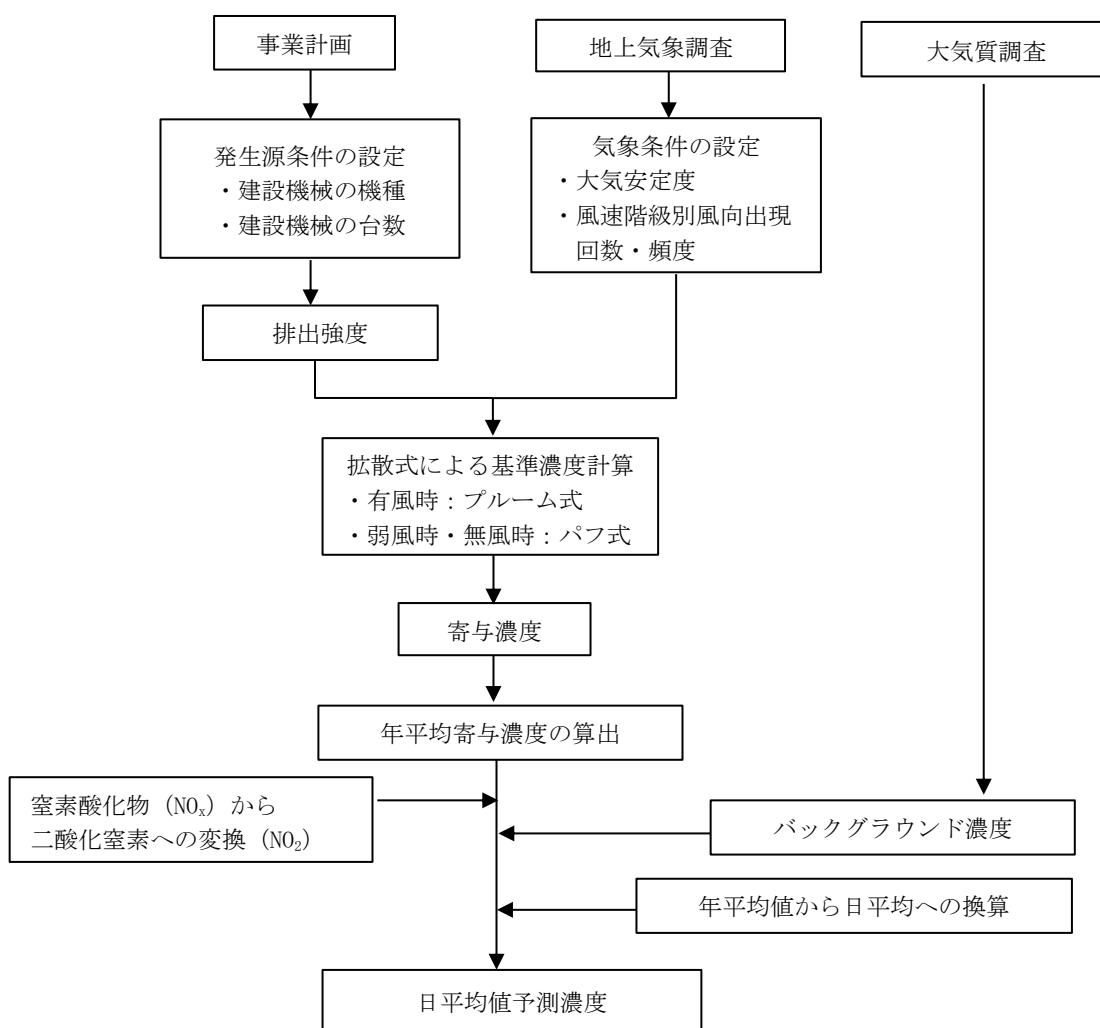 事業計画
地上気象調査
大気質調査
発生源条件の設定
・建設機械の機種
・建設機械の台数
気象条件の設定
・大気安定度
・風速階級別風向出現
回数・頻度
排出強度
拡散式による基準濃度計算
・有風時：プルーム式
・弱風時・無風時：パフ式
寄与濃度
年平均寄与濃度の算出
窒素酸化物（NOx）から
二酸化窒素への変換（NO2）
バックグラウンド濃度
年平均値から日平均への換算
日平均値予測濃度